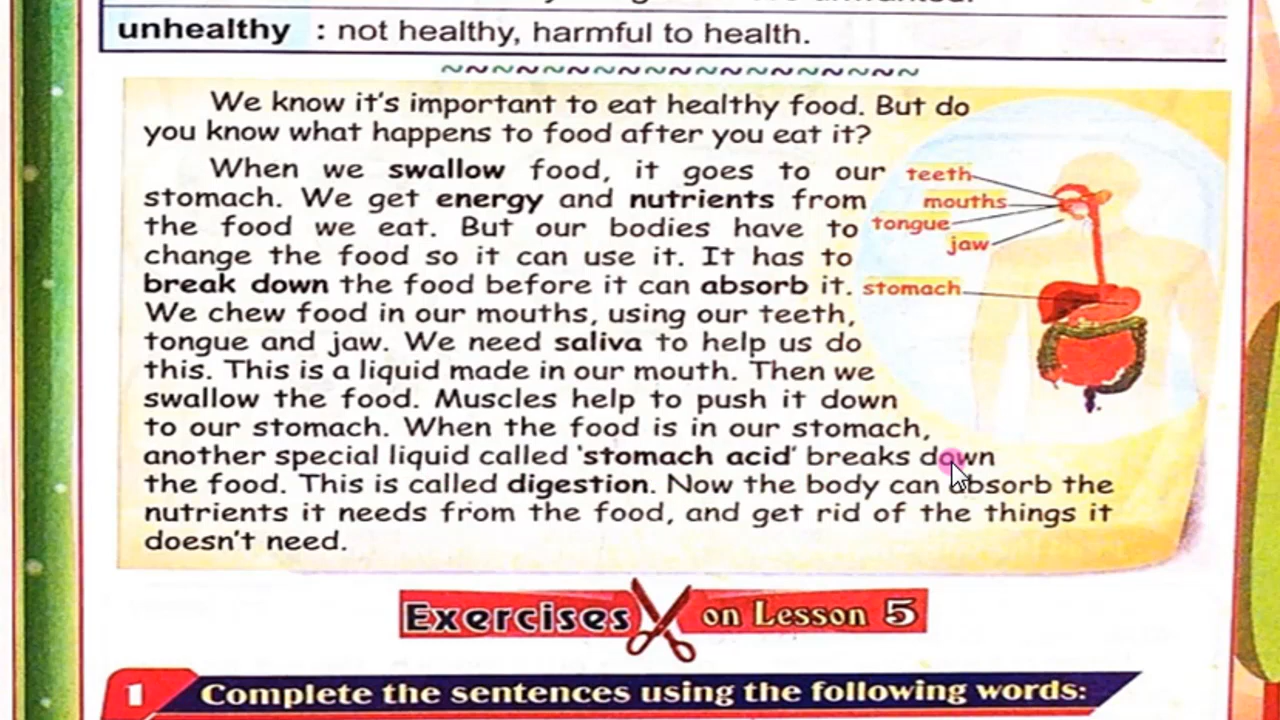 unhealthy : not healthy, harmful to health.
We know it's important to eat healthy food. But do
you know what happens to food after you eat it?
When we swallow food, it goes to our
stomach. We get energy and nutrients from
the food we eat. But our bodies have to
change the food so it can use it. It has to
break down the food before it can absorb it.
We chew food in our mouths, using our teeth,
tongue and jaw. We need saliva to help us do
this. This is a liquid made in our mouth. Then we
swallow the food. Muscles help to push it down
to our stomach. When the food is in our stomach,
another special liquid called 'stomach acid' breaks down
the food. This is called digestion. Now the body can absorb the
nutrients it needs from the food, and get rid of the things it
doesn't need.
teeth
mouths
tongue
jaw
stomach
Exercises on Lesson 5
1 Complete the sentences using the following words: